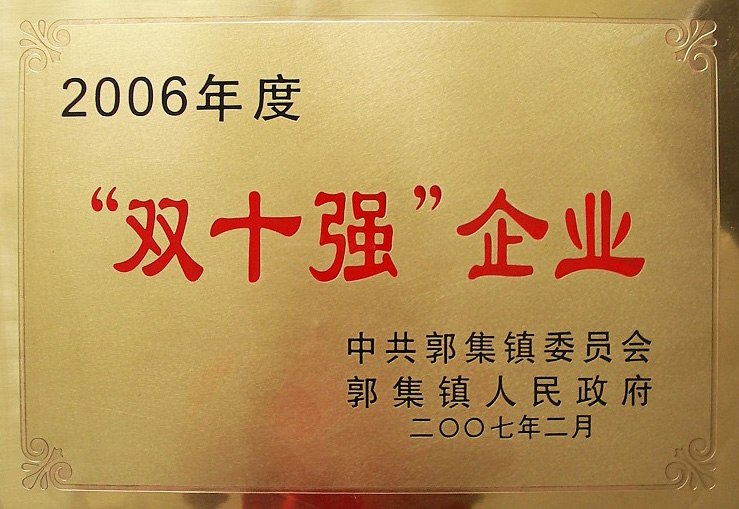 2006年度
“双十强”企业
中共郭集镇委员会
郭集镇人民政府
二〇〇七年二月